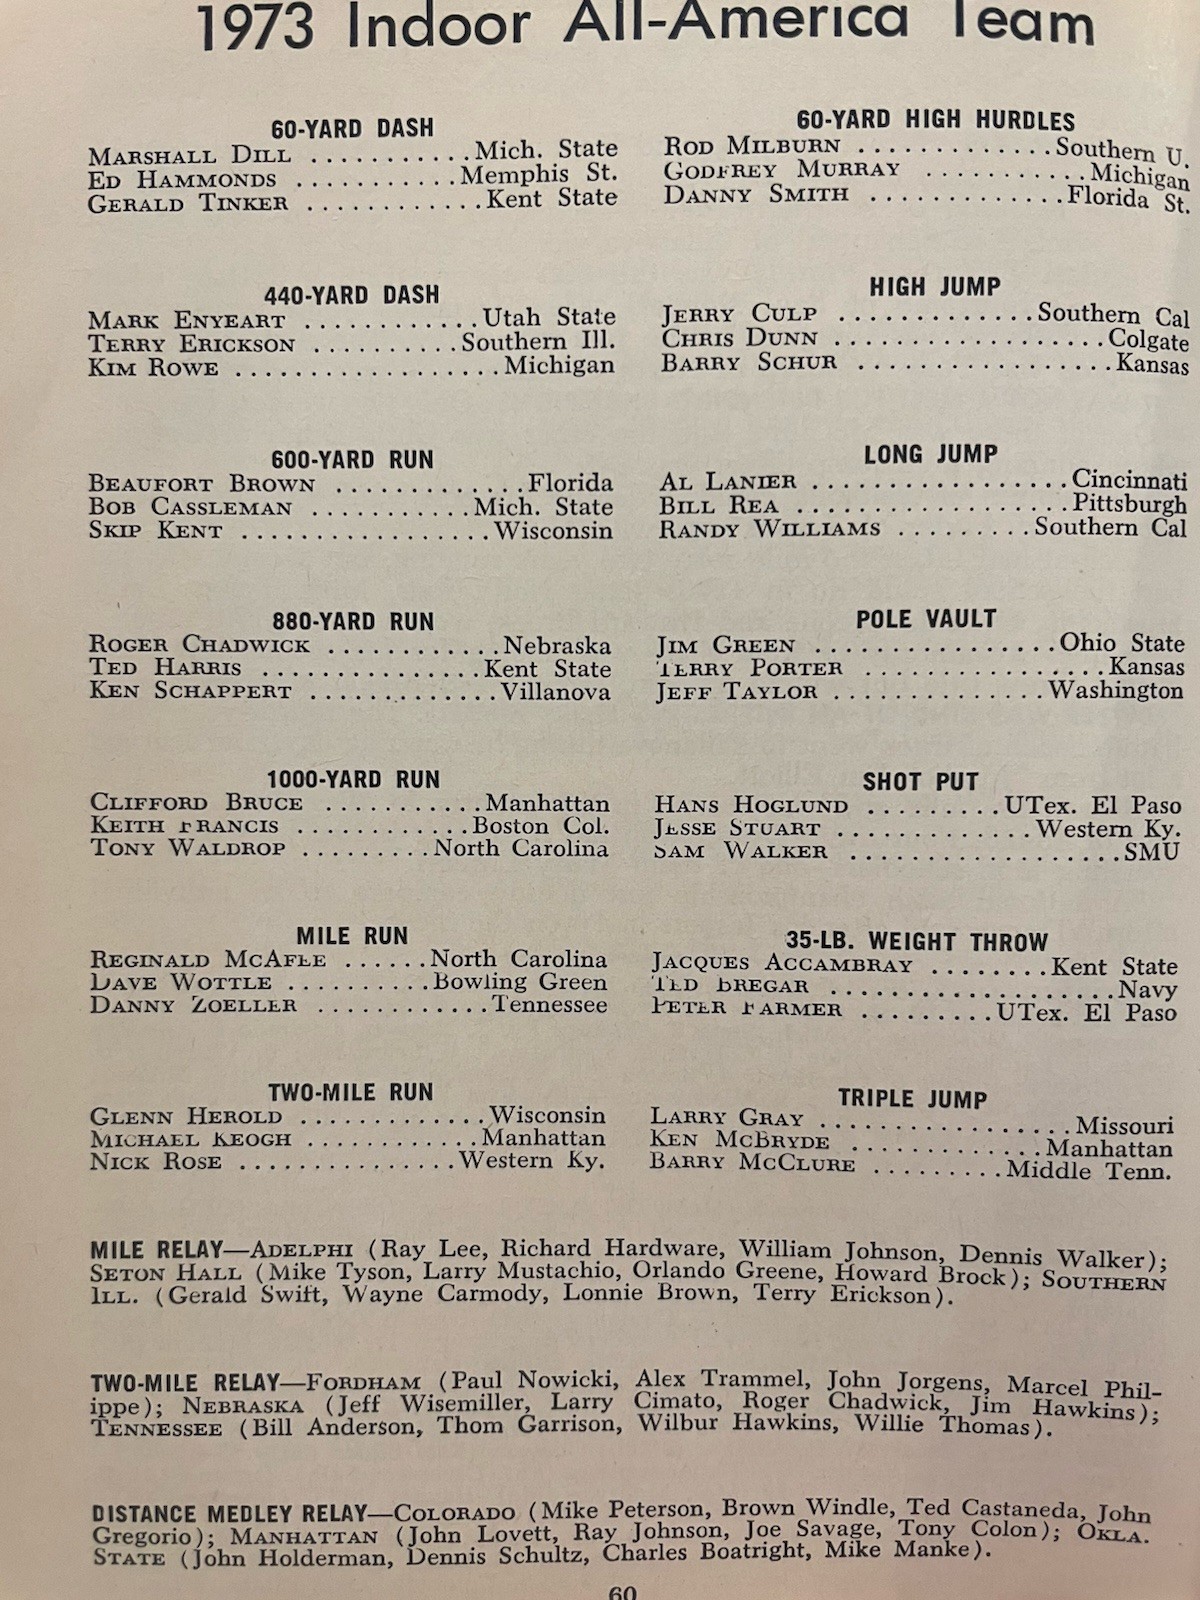 1973 Indoor All-America Team
60-YARD DASH
MARSHALL DILL ...........Mich. State
ED HAMMONDS ............Memphis St.
GERALD TINKER ............Kent State
440-YARD DASH
MARK ENYEART ............Utah State
TERRY ERICKSON ..........Southern Ill.
KIM ROWE ...................Michigan
600-YARD RUN
BEAUFORT BROWN .............Florida
BOB CASSLEMAN ...........Mich. State
SKIP KENT .................Wisconsin
880-YARD RUN
ROGER CHADWICK ............Nebraska
TED HARRIS ...............Kent State
KEN SCHAPPERT ............Villanova
1000-YARD RUN
CLIFFORD BRUCE ...........Manhattan
KEITH FRANCIS ............Boston Col.
TONY WALDROP .........North Carolina
MILE RUN
REGINALD MCAFEE ......North Carolina
DAVE WOTTLE ..........Bowling Green
DANNY ZOELLER ............Tennessee
TWO-MILE RUN
GLENN HEROLD .............Wisconsin
MICHAEL KEOGH ............Manhattan
NICK ROSE ...............Western Ky.
60-YARD HIGH HURDLES
ROD MILBURN .............Southern U.
GODFREY MURRAY ...........Michigan
DANNY SMITH .............Florida St.
HIGH JUMP
JERRY CULP .............Southern Cal
CHRIS DUNN ..................Colgate
BARRY SCHUR .................Kansas
LONG JUMP
AL LANIER .................Cincinnati
BILL REA ...................Pittsburgh
RANDY WILLIAMS .........Southern Cal
POLE VAULT
JIM GREEN ................Ohio State
TERRY PORTER ................Kansas
JEFF TAYLOR ..............Washington
SHOT PUT
HANS HOGLUND .........UTex. El Paso
JESSE STUART .............Western Ky.
SAM WALKER ...................SMU
35-LB. WEIGHT THROW
JACQUES ACCAMBRAY ........Kent State
TED BREGAR ...................Navy
PETER FARMER .........UTex. El Paso
TRIPLE JUMP
LARRY GRAY .................Missouri
KEN MCBRYDE .............Manhattan
BARRY MCCLURE .........Middle Tenn.
MILE RELAY—ADELPHI (Ray Lee, Richard Hardware, William Johnson, Dennis Walker);
SETON HALL (Mike Tyson, Larry Mustachio, Orlando Greene, Howard Brock); SOUTHERN
ILL. (Gerald Swift, Wayne Carmody, Lonnie Brown, Terry Erickson).
TWO-MILE RELAY—FORDHAM (Paul Nowicki, Alex Trammel, John Jorgens, Marcel Phil-
ippe); NEBRASKA (Jeff Wisemiller, Larry Cimato, Roger Chadwick, Jim Hawkins);
TENNESSEE (Bill Anderson, Thom Garrison, Wilbur Hawkins, Willie Thomas).
DISTANCE MEDLEY RELAY—COLORADO (Mike Peterson, Brown Windle, Ted Castaneda, John
Gregorio); MANHATTAN (John Lovett, Ray Johnson, Joe Savage, Tony Colon); OKLA.
STATE (John Holderman, Dennis Schultz, Charles Boatright, Mike Manke).
60